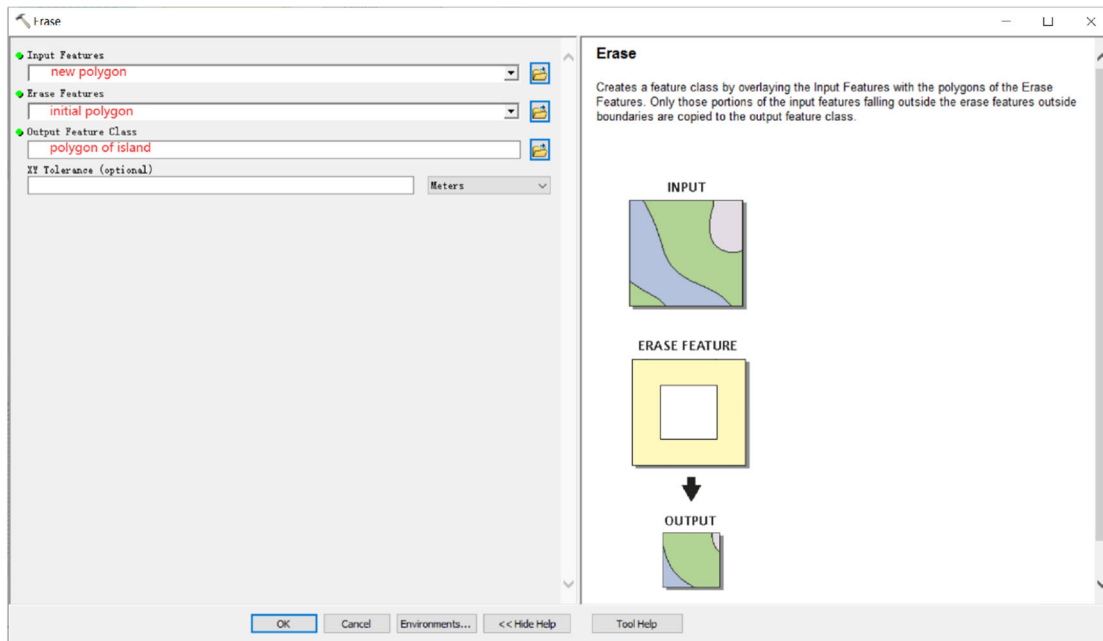 Erase
Input Features
new polygon
Erase Features
initial polygon
Output Feature Class
polygon of island
XY Tolerance (optional)
Meters
OK
Cancel
Environments...
<< Hide Help
Erase
Creates a feature class by overlaying the Input Features with the polygons of the Erase
Features. Only those portions of the input features falling outside the erase features outside
boundaries are copied to the output feature class.
INPUT
ERASE FEATURE
OUTPUT
Tool Help